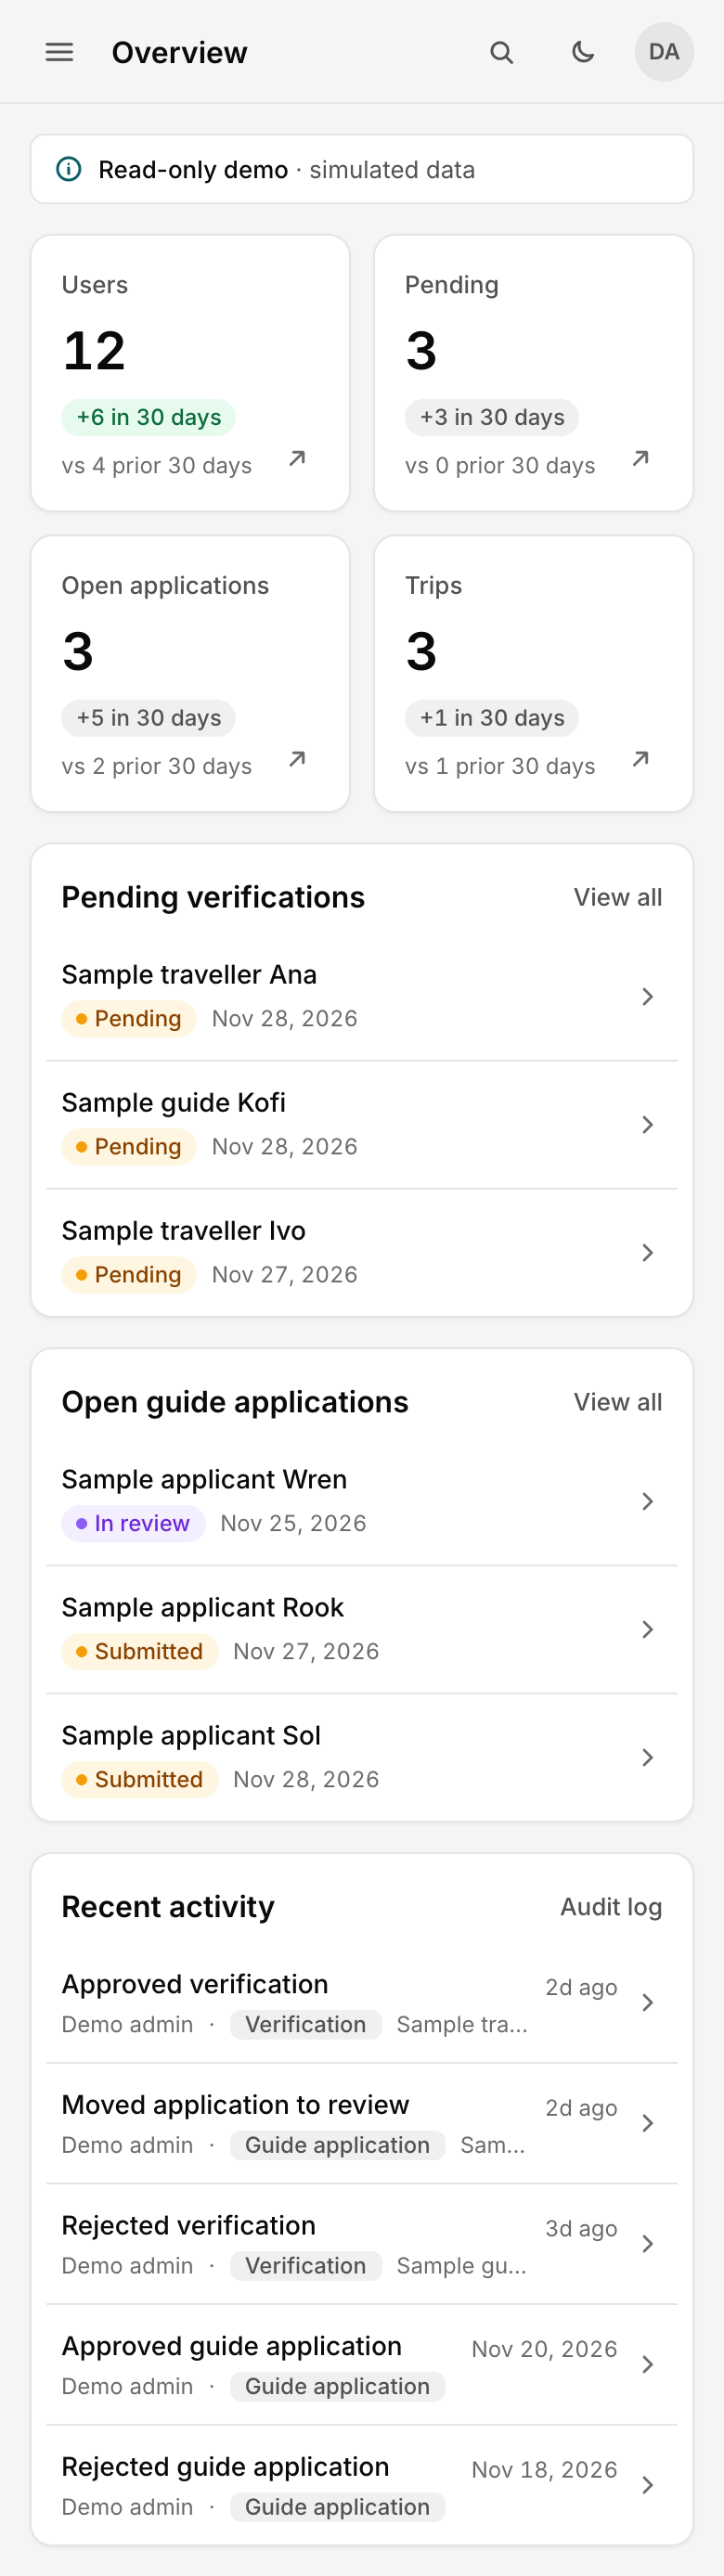 Overview
DA
Read-only demo · simulated data
Users
12
+6 in 30 days
vs 4 prior 30 days
Pending
3
+3 in 30 days
vs 0 prior 30 days
Open applications
3
+5 in 30 days
vs 2 prior 30 days
Trips
3
+1 in 30 days
vs 1 prior 30 days
Pending verifications
View all
Sample traveller Ana
Pending Nov 28, 2026
Sample guide Kofi
Pending Nov 28, 2026
Sample traveller Ivo
Pending Nov 27, 2026
Open guide applications
View all
Sample applicant Wren
In review Nov 25, 2026
Sample applicant Rook
Submitted Nov 27, 2026
Sample applicant Sol
Submitted Nov 28, 2026
Recent activity
Audit log
Approved verification
2d ago
Demo admin · Verification Sample tra...
Moved application to review
2d ago
Demo admin · Guide application Sam...
Rejected verification
3d ago
Demo admin · Verification Sample gu...
Approved guide application
Nov 20, 2026
Demo admin · Guide application
Rejected guide application
Nov 18, 2026
Demo admin · Guide application